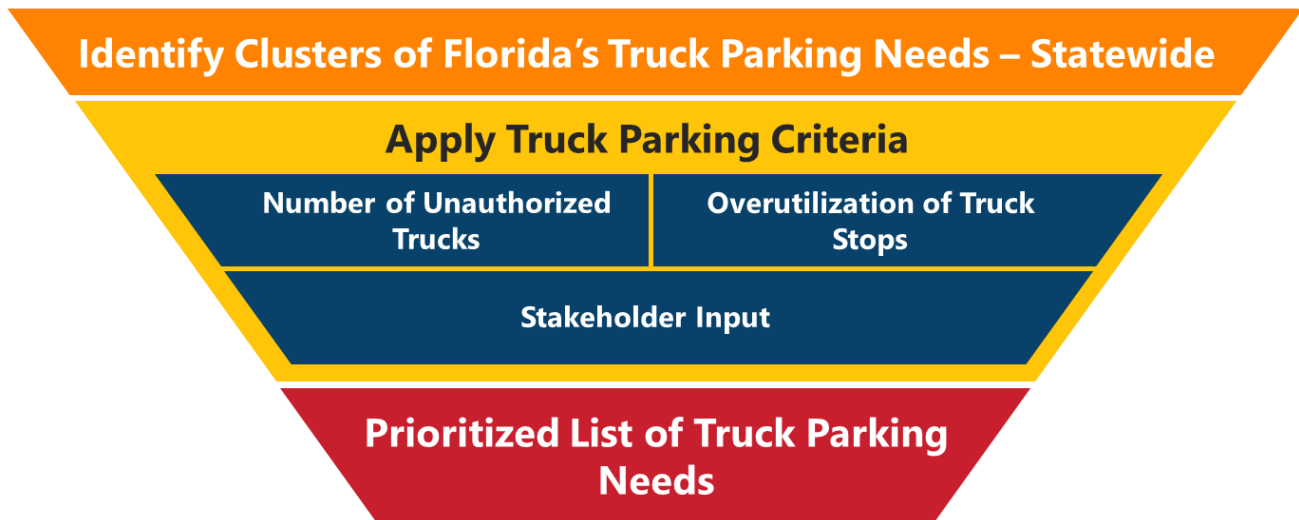 Identify Clusters of Florida’s Truck Parking Needs – Statewide
Apply Truck Parking Criteria
Number of Unauthorized
Trucks
Overutilization of Truck
Stops
Stakeholder Input
Prioritized List of Truck Parking
Needs